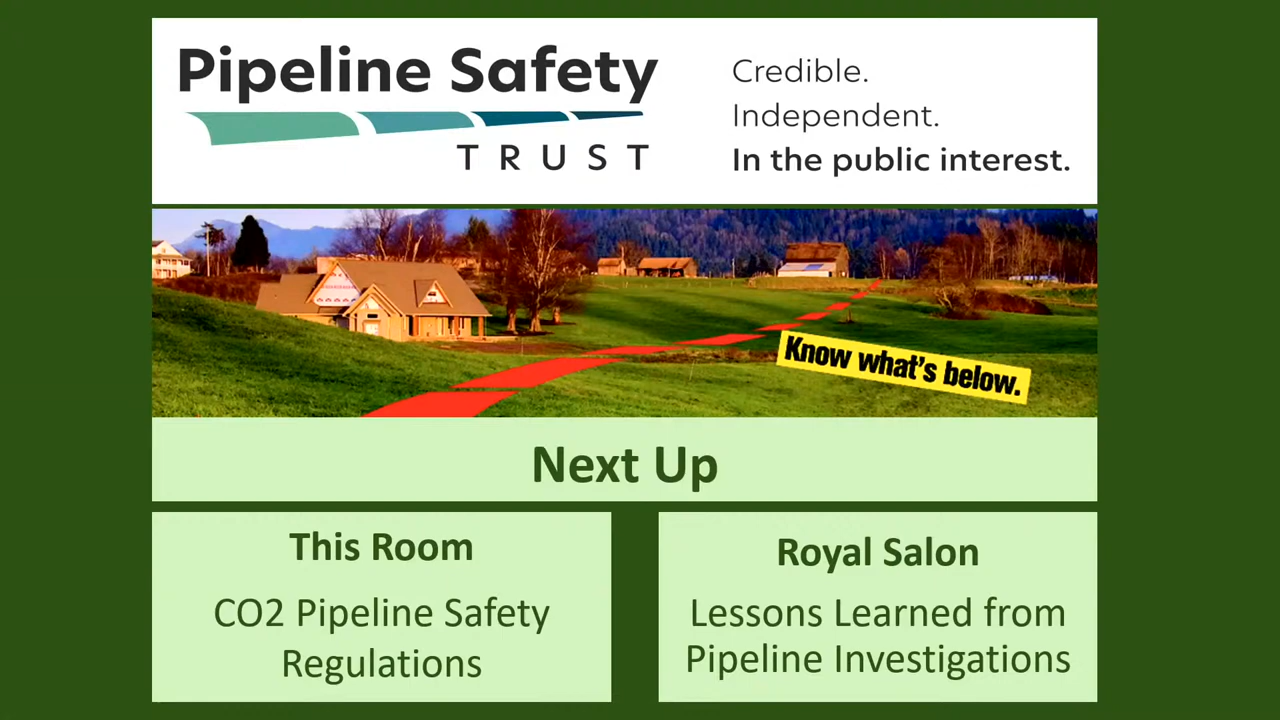 Pipeline Safety
TRUST
Credible.
Independent.
In the public interest.
Know what's below.
Next Up
This Room
CO2 Pipeline Safety
Regulations
Royal Salon
Lessons Learned from
Pipeline Investigations